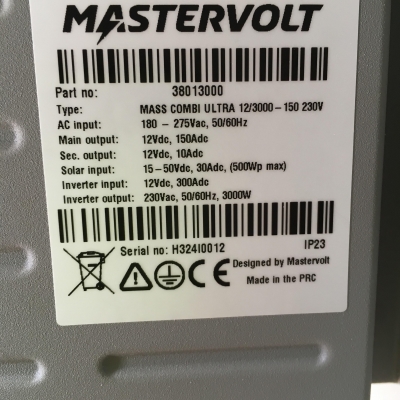 MASTERVOLT
Part no: 38013000
Type: MASS COMBI ULTRA 12/3000-150 230V
AC input: 180 - 275Vac, 50/60Hz
Main output: 12Vdc, 150Adc
Sec. output: 12Vdc, 10Adc
Solar input: 15-50Vdc, 30Adc, (500Wp max)
Inverter input: 12Vdc, 300Adc
Inverter output: 230Vac, 50/60Hz, 3000W
Serial no: H324I0012 IP23
CE
Designed by Mastervolt
Made in the PRC